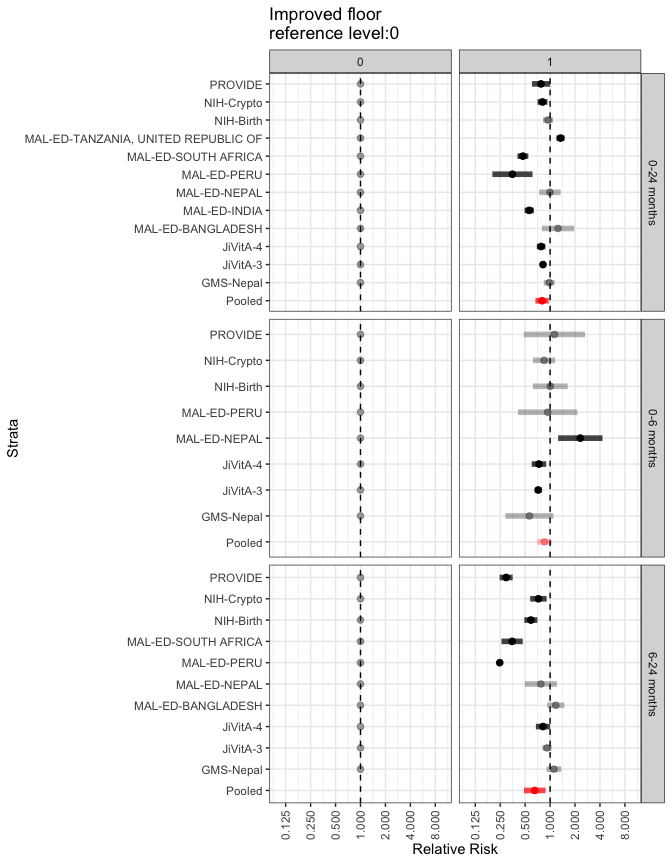 Improved floor
reference level:0
0
1
PROVIDE
NIH-Crypto
NIH-Birth
MAL-ED-TANZANIA, UNITED REPUBLIC OF
MAL-ED-SOUTH AFRICA
MAL-ED-PERU
MAL-ED-NEPAL
MAL-ED-INDIA
MAL-ED-BANGLADESH
JiVitA-4
JiVitA-3
GMS-Nepal
Pooled
0-24 months
PROVIDE
NIH-Crypto
NIH-Birth
MAL-ED-PERU
MAL-ED-NEPAL
JiVitA-4
JiVitA-3
GMS-Nepal
Pooled
0-6 months
PROVIDE
NIH-Crypto
NIH-Birth
MAL-ED-SOUTH AFRICA
MAL-ED-PERU
MAL-ED-NEPAL
MAL-ED-BANGLADESH
JiVitA-4
JiVitA-3
GMS-Nepal
Pooled
6-24 months
Strata
0.125
0.250
0.500
1.000
2.000
4.000
8.000
0.125
0.250
0.500
1.000
2.000
4.000
8.000
Relative Risk